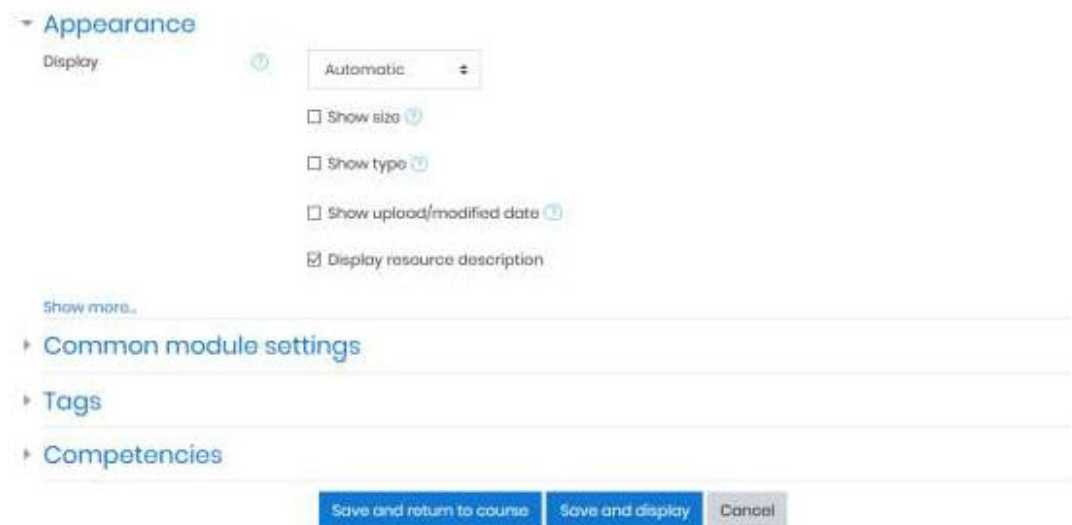 Appearance
Display ? Automatic
Show size ?
Show type ?
Show upload/modified date ?
Display resource description
Show more...
Common module settings
Tags
Competencies
Save and return to course Save and display Cancel